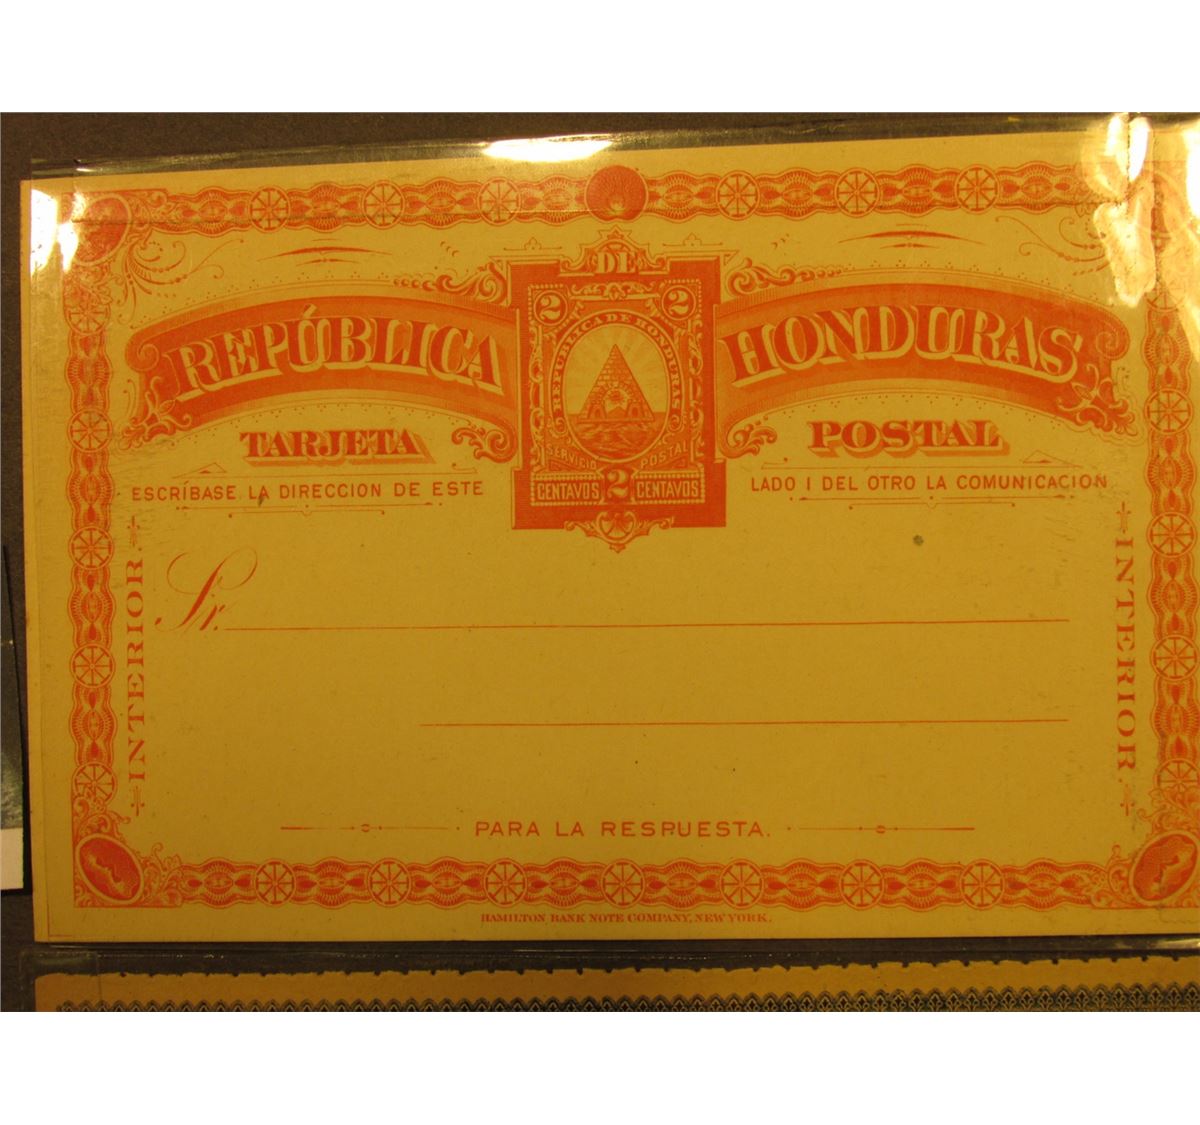 DE
REPÚBLICA HONDURAS
2 2
REPUBLICA DE HONDURAS
TARJETA POSTAL
SERVICIO POSTAL
CENTAVOS 2 CENTAVOS
ESCRÍBASE LA DIRECCION DE ESTE LADO I DEL OTRO LA COMUNICACION
INTERIOR.
INTERIOR.
Sr.
PARA LA RESPUESTA.
HAMILTON BANK NOTE COMPANY, NEW YORK.